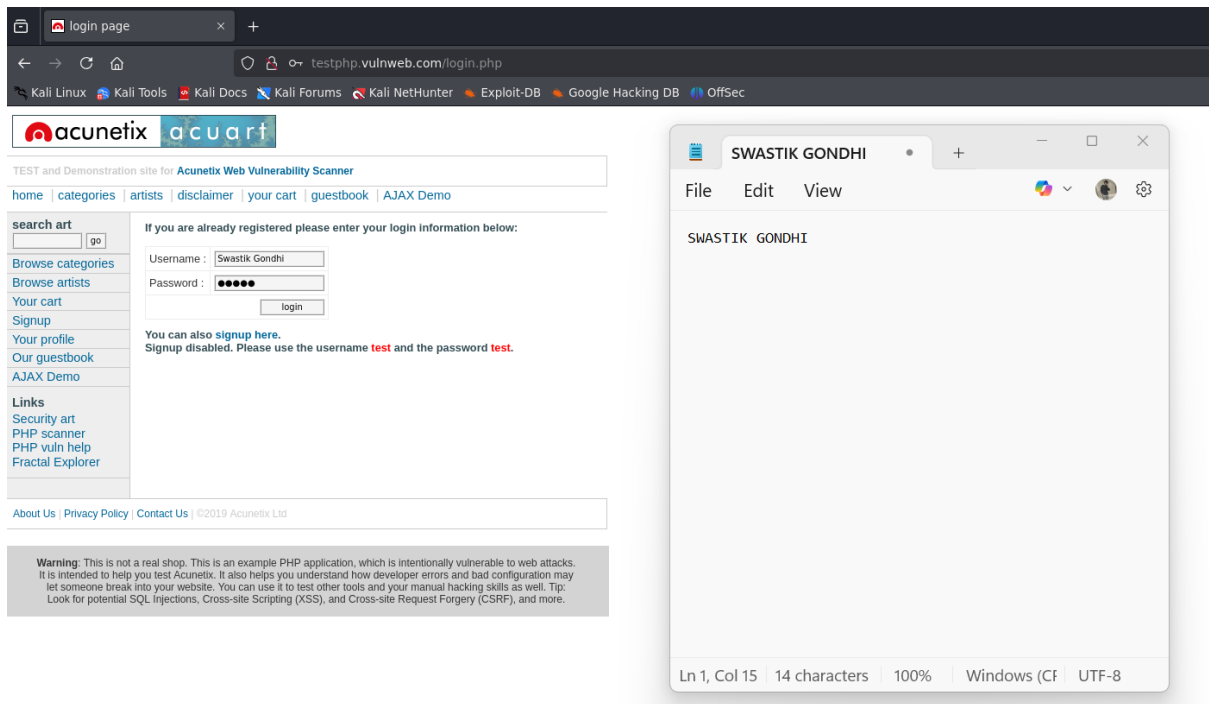 login page
testphp.vulnweb.com/login.php
Kali Linux Kali Tools Kali Docs Kali Forums Kali NetHunter Exploit-DB Google Hacking DB OffSec
acunetix acuart
TEST and Demonstration site for Acunetix Web Vulnerability Scanner
home | categories | artists | disclaimer | your cart | guestbook | AJAX Demo
search art
go
Browse categories
Browse artists
Your cart
Signup
Your profile
Our guestbook
AJAX Demo
Links
Security art
PHP scanner
PHP vuln help
Fractal Explorer
If you are already registered please enter your login information below:
Username : Swastik Gondhi
Password : ●●●●●
login
You can also signup here.
Signup disabled. Please use the username test and the password test.
About Us | Privacy Policy | Contact Us | ©2019 Acunetix Ltd
Warning: This is not a real shop. This is an example PHP application, which is intentionally vulnerable to web attacks.
It is intended to help you test Acunetix. It also helps you understand how developer errors and bad configuration may
let someone break into your website. You can use it to test other tools and your manual hacking skills as well. Tip:
Look for potential SQL Injections, Cross-site Scripting (XSS), and Cross-site Request Forgery (CSRF), and more.
SWASTIK GONDHI
File Edit View
SWASTIK GONDHI
Ln 1, Col 15 14 characters 100% Windows (CF UTF-8